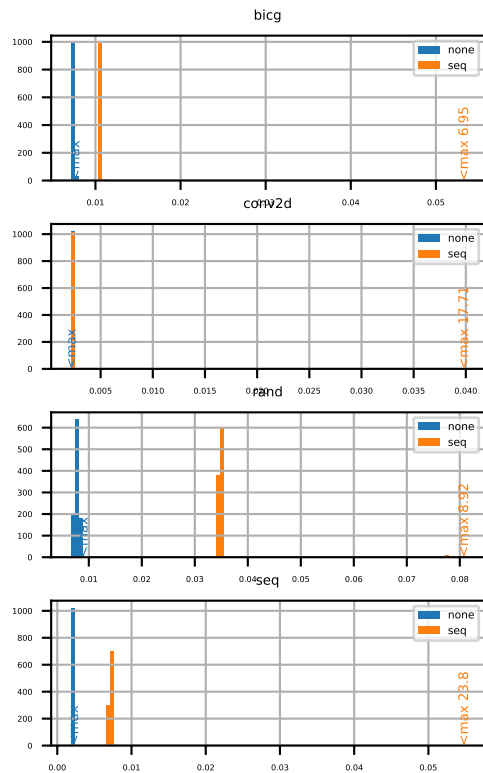 bicg
1000
800
600
400
200
0
none
seq
<max
<max 6.95
0.01 0.02 0.03 0.04 0.05
conv2d
1000
800
600
400
200
0
none
seq
<max
<max 17.71
0.005 0.010 0.015 0.020 0.025 0.030 0.035 0.040
rand
600
500
400
300
200
100
0
none
seq
<max
<max 8.92
0.01 0.02 0.03 0.04 0.05 0.06 0.07 0.08
seq
1000
800
600
400
200
0
none
seq
<max
<max 23.8
0.00 0.01 0.02 0.03 0.04 0.05